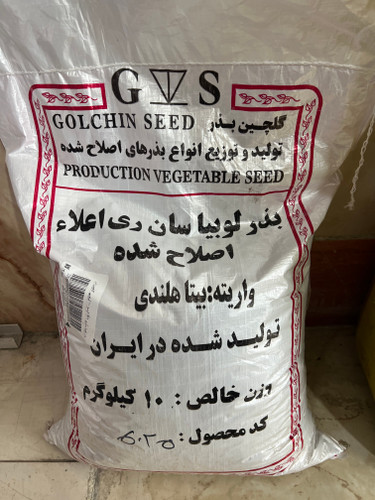 G S
GOLCHIN SEED گلچین بذر
تولید و توزیع انواع بذرهای اصلاح شده
PRODUCTION VEGETABLE SEED
بذر لوبیا سان ری اعلاء
اصلاح شده
واریته:بیتا هلندی
تولید شده در ایران
وزن خالص : ۱۰ کیلوگرم
کد محصول :